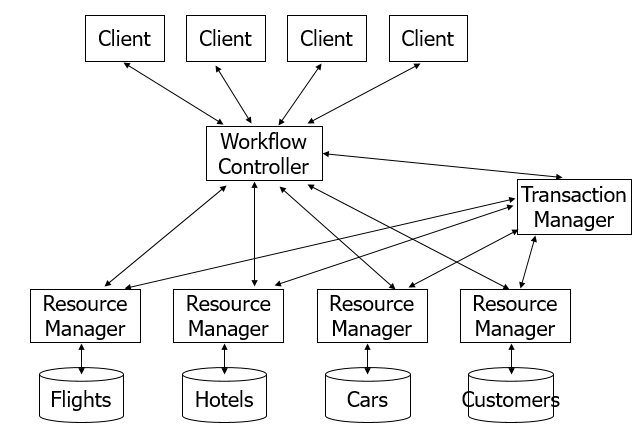 Client
Client
Client
Client
Workflow
Controller
Transaction
Manager
Resource
Manager
Resource
Manager
Resource
Manager
Resource
Manager
Flights
Hotels
Cars
Customers